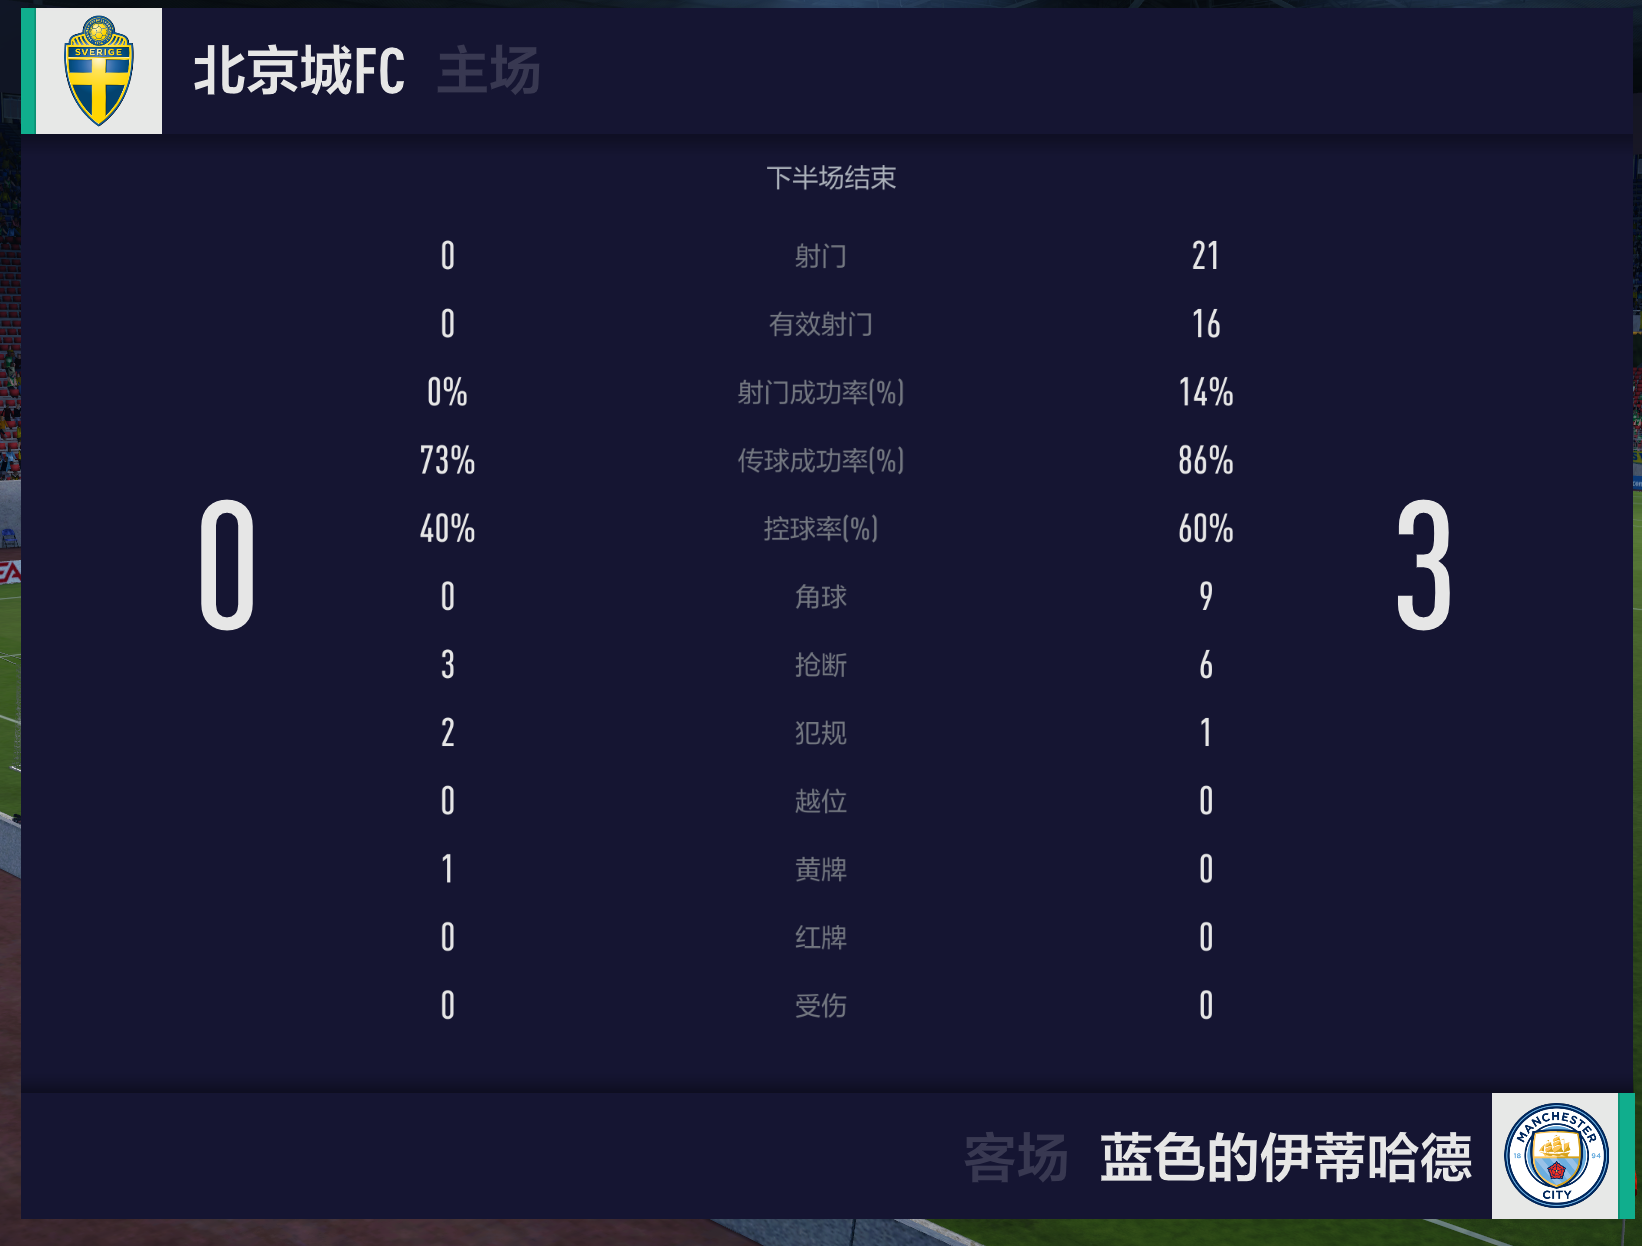 SVERIGE
北京城FC 主场
下半场结束
0 射门 21
0 有效射门 16
0% 射门成功率(%) 14%
73% 传球成功率(%) 86%
40% 控球率(%) 60%
0 3
0 角球 9
3 抢断 6
2 犯规 1
0 越位 0
1 黄牌 0
0 红牌 0
0 受伤 0
客场 蓝色的伊蒂哈德
MANCHESTER
18 94
CITY